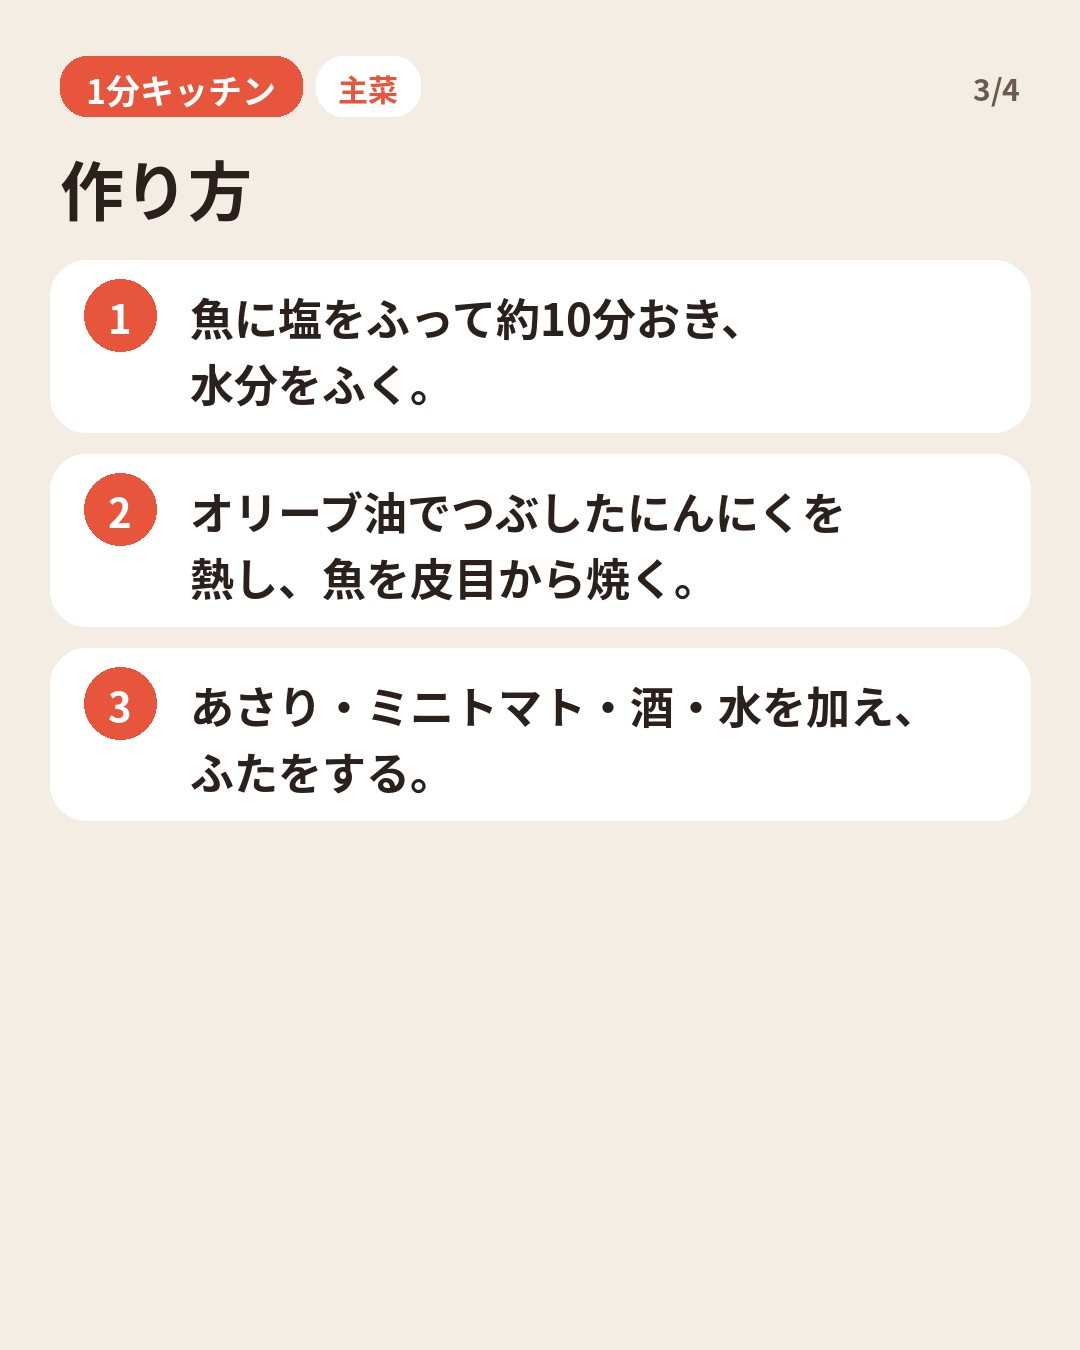 1分キッチン 主菜 3/4
作り方
1 魚に塩をふって約10分おき、
水分をふく。
2 オリーブ油でつぶしたにんにくを
熱し、魚を皮目から焼く。
3 あさり・ミニトマト・酒・水を加え、
ふたをする。